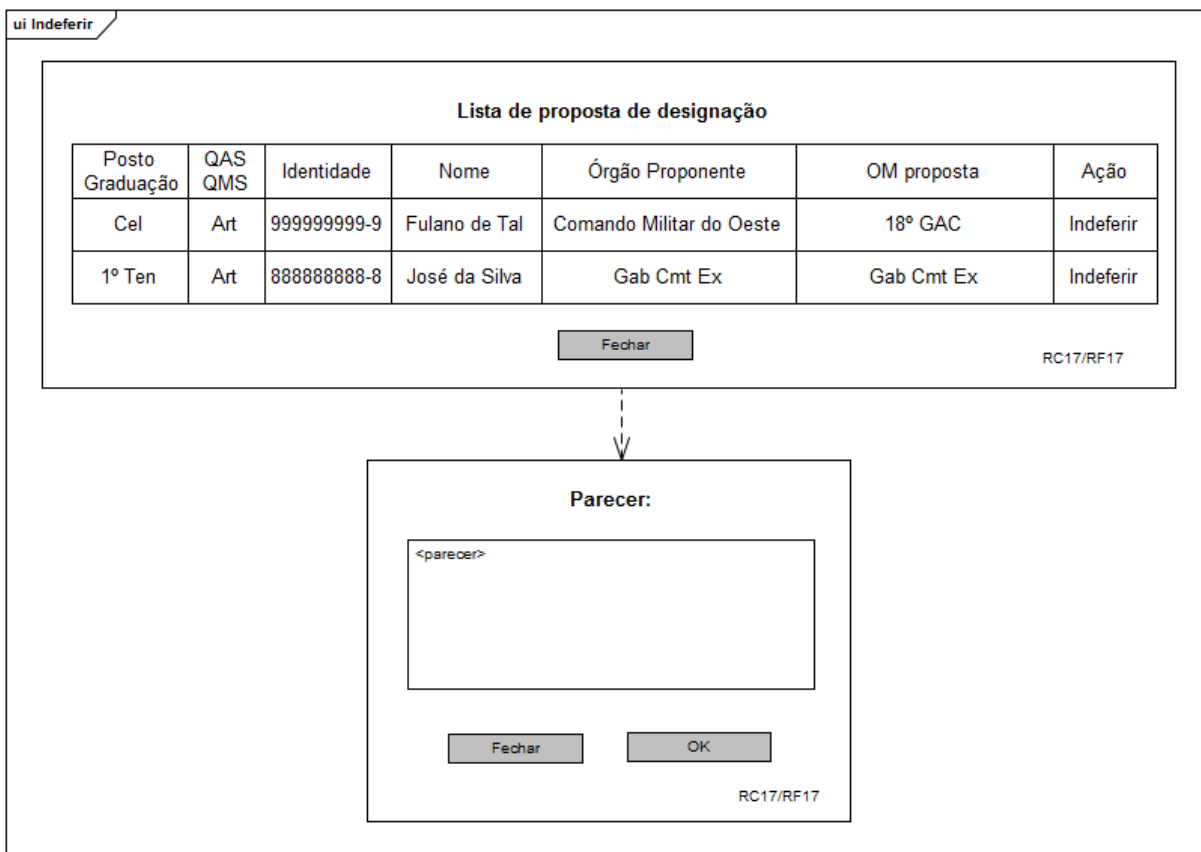 ui Indeferir
Lista de proposta de designação
Posto Graduação QAS QMS Identidade Nome Órgão Proponente OM proposta Ação
Cel Art 999999999-9 Fulano de Tal Comando Militar do Oeste 18º GAC Indeferir
1º Ten Art 888888888-8 José da Silva Gab Cmt Ex Gab Cmt Ex Indeferir
Fechar
RC17/RF17
Parecer:
<parecer>
Fechar OK
RC17/RF17